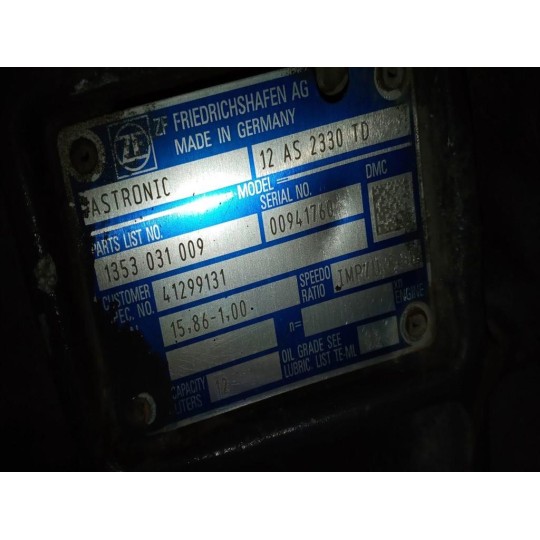 ZF FRIEDRICHSHAFEN AG
MADE IN GERMANY
ASTRONIC
MODEL
12 AS 2330 TD
PARTS LIST NO.
SERIAL NO.
DMC
1353 031 009
CUSTOMER
SPEC. NO.
41299131
SPEEDO
RATIO
15,86-1,00
n=
ENGINE
CAPACITY
LITERS
OIL GRADE SEE
LUBRIC. LIST TE-ML